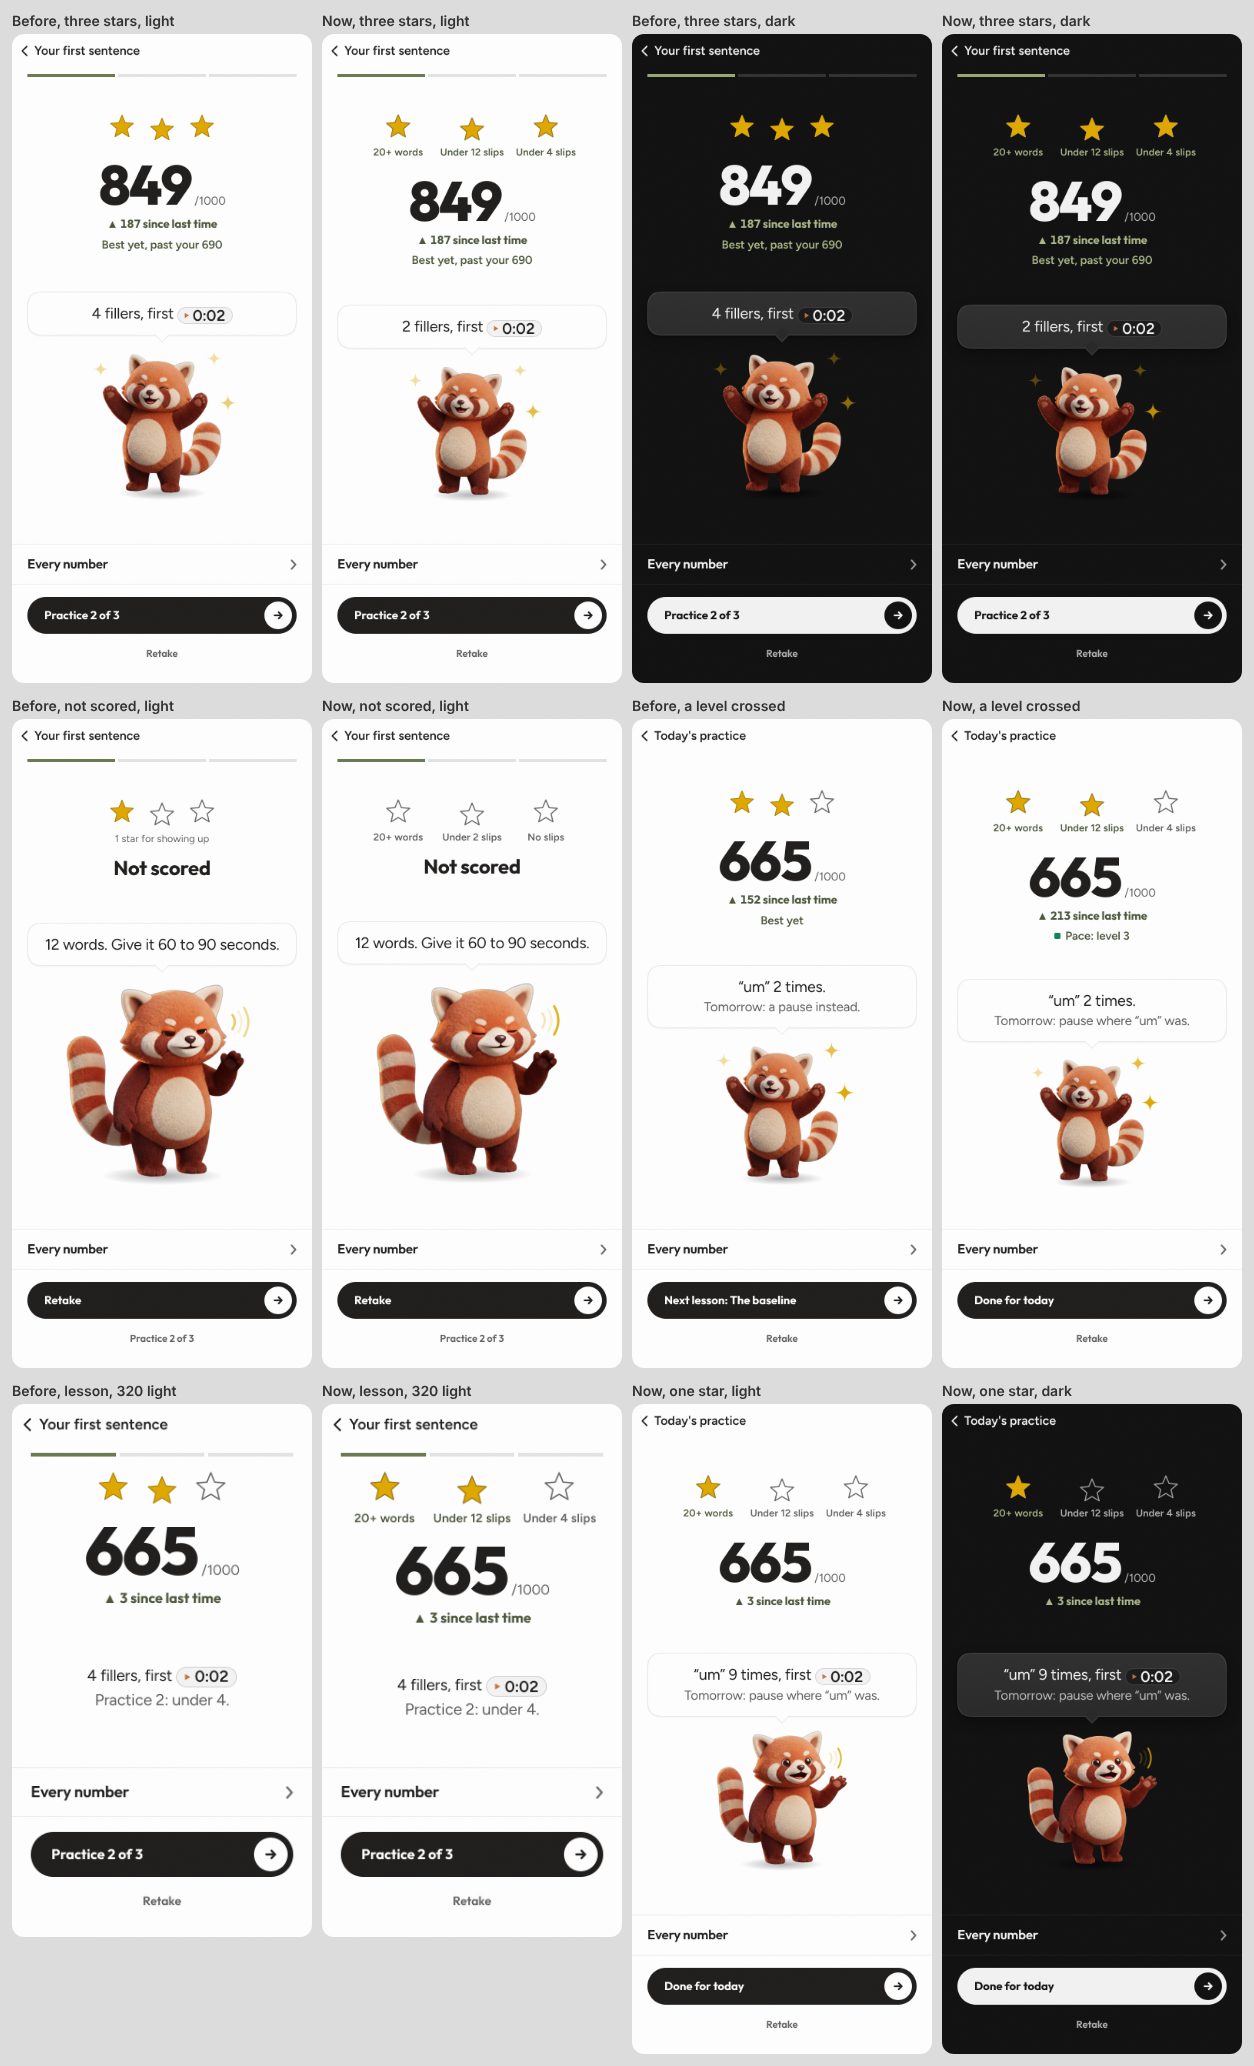 Before, three stars, light
‹ Your first sentence
849 /1000
▲ 187 since last time
Best yet, past your 690
4 fillers, first ▸ 0:02
Every number
Practice 2 of 3
Retake
Now, three stars, light
Your first sentence
20+ words Under 12 slips Under 4 slips
849 /1000
▲ 187 since last time
Best yet, past your 690
2 fillers, first ▸ 0:02
Every number
Practice 2 of 3
Retake
Before, three stars, dark
Your first sentence
849 /1000
▲ 187 since last time
Best yet, past your 690
4 fillers, first ▸ 0:02
Every number
Practice 2 of 3
Retake
Now, three stars, dark
Your first sentence
20+ words Under 12 slips Under 4 slips
849 /1000
▲ 187 since last time
Best yet, past your 690
2 fillers, first ▸ 0:02
Every number
Practice 2 of 3
Retake
Before, not scored, light
Your first sentence
1 star for showing up
Not scored
12 words. Give it 60 to 90 seconds.
Every number
Retake
Practice 2 of 3
Now, not scored, light
Your first sentence
20+ words Under 2 slips No slips
Not scored
12 words. Give it 60 to 90 seconds.
Every number
Retake
Practice 2 of 3
Before, a level crossed
Today's practice
665 /1000
▲ 152 since last time
Best yet
“um” 2 times.
Tomorrow: a pause instead.
Every number
Next lesson: The baseline
Retake
Now, a level crossed
Today's practice
20+ words Under 12 slips Under 4 slips
665 /1000
▲ 213 since last time
Pace: level 3
“um” 2 times.
Tomorrow: pause where “um” was.
Every number
Done for today
Retake
Before, lesson, 320 light
Your first sentence
665 /1000
▲ 3 since last time
4 fillers, first ▸ 0:02
Practice 2: under 4.
Every number
Practice 2 of 3
Retake
Now, lesson, 320 light
Your first sentence
20+ words Under 12 slips Under 4 slips
665 /1000
▲ 3 since last time
4 fillers, first ▸ 0:02
Practice 2: under 4.
Every number
Practice 2 of 3
Retake
Now, one star, light
Today's practice
20+ words Under 12 slips Under 4 slips
665 /1000
▲ 3 since last time
“um” 9 times, first ▸ 0:02
Tomorrow: pause where “um” was.
Every number
Done for today
Retake
Now, one star, dark
Today's practice
20+ words Under 12 slips Under 4 slips
665 /1000
▲ 3 since last time
“um” 9 times, first ▸ 0:02
Tomorrow: pause where “um” was.
Every number
Done for today
Retake